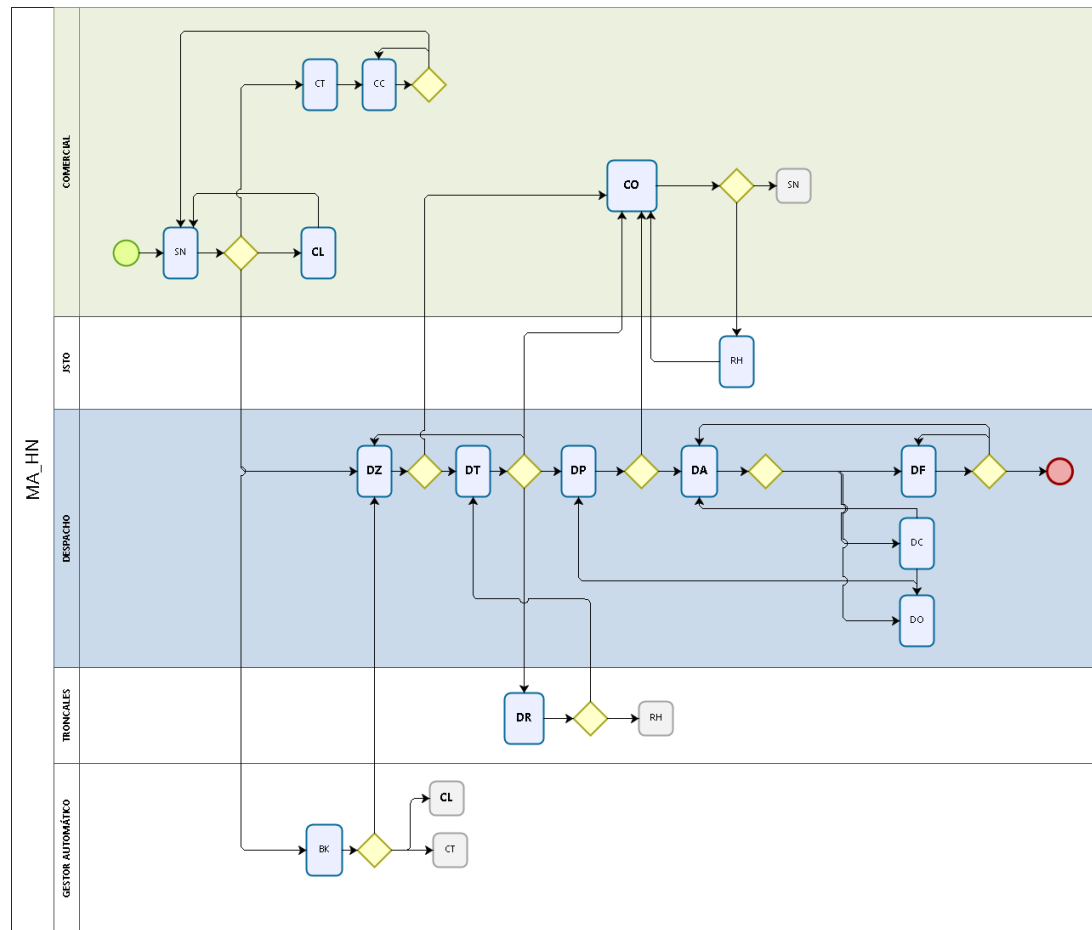 MA_HN
COMERCIAL
CT
CC
CO
SN
SN
CL
JSTO
RH
DESPACHO
DZ
DT
DP
DA
DF
DC
DO
TRONCALES
DR
RH
GESTOR AUTOMÁTICO
CL
BK
CT